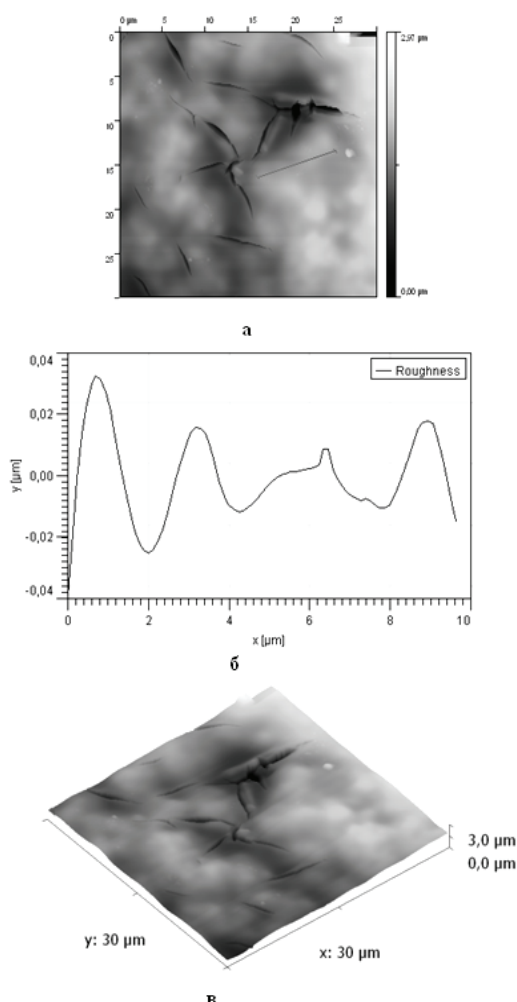 0 µm 5 10 15 20 25
0
5
10
15
20
25
2,97 µm
0,00 µm
а
0,04
0,02
0,00
-0,02
-0,04
y [µm]
Roughness
0 2 4 6 8 10
x [µm]
б
3,0 µm
0,0 µm
y: 30 µm
x: 30 µm
в